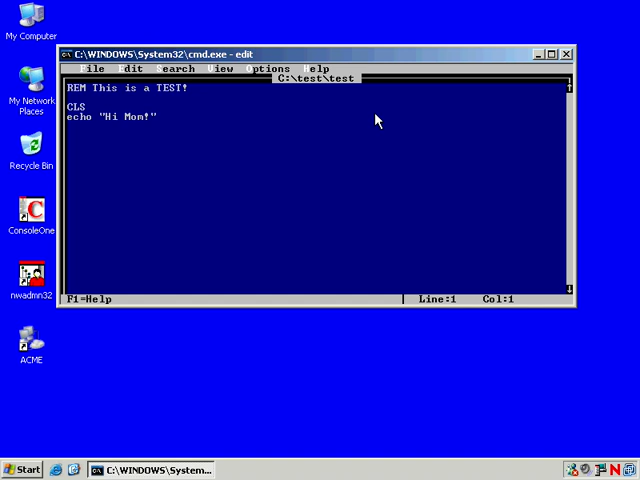 My Computer
My Network
Places
Recycle Bin
ConsoleOne
nwadmn32
ACME
C:\WINDOWS\System32\cmd.exe - edit
File Edit Search View Options Help
C:\test\test
REM This is a TEST!
CLS
echo "Hi Mom!"
F1=Help Line:1 Col:1
Start C:\WINDOWS\System...